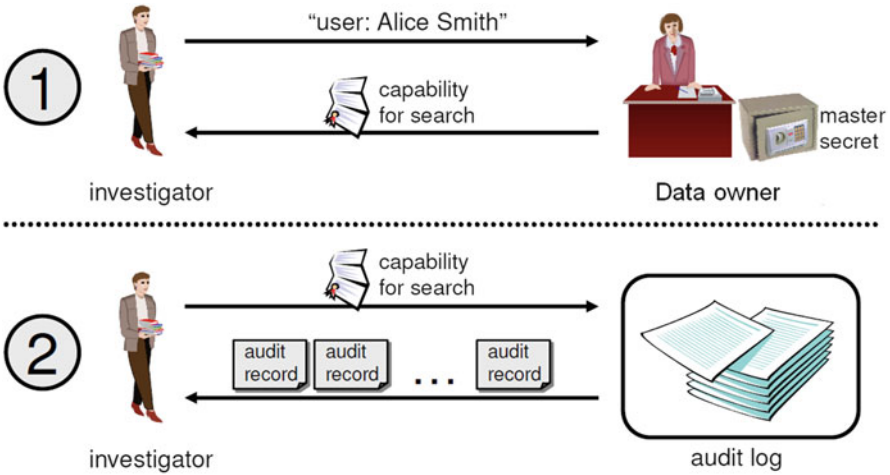 “user: Alice Smith”
1
capability
for search
master
secret
investigator
Data owner
capability
for search
2
audit
record
audit
record
...
audit
record
investigator
audit log